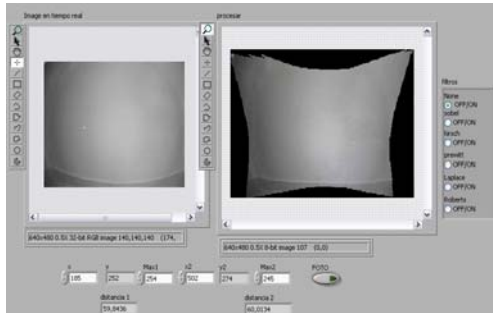 Image en tempo real
procesar
filtros
None
OFF/ON
sobel
OFF/ON
kirsch
OFF/ON
prewitt
OFF/ON
Laplace
OFF/ON
Roberts
OFF/ON
640x480 0.5X 32-bit RGB image 140,140,140 (174,
640x480 0.5X 8-bit image 107 (0,0)
x y Max1 x2 y2 Max2 FOTO
185 252 254 502 274 245
distancia 1 distancia 2
59,8436 60,0134